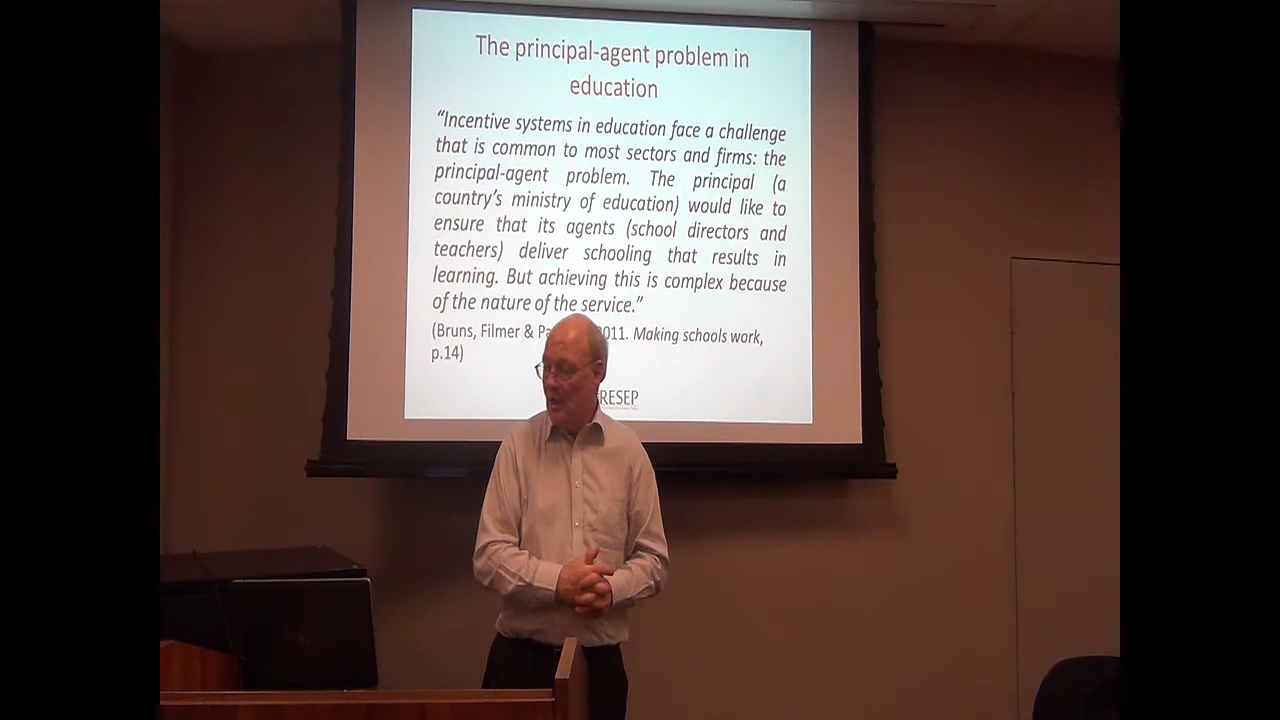 The principal-agent problem in
education
“Incentive systems in education face a challenge
that is common to most sectors and firms: the
principal-agent problem. The principal (a
country’s ministry of education) would like to
ensure that its agents (school directors and
teachers) deliver schooling that results in
learning. But achieving this is complex because
of the nature of the service.”
(Bruns, Filmer & 2011. Making schools work,
p.14)
RESEP